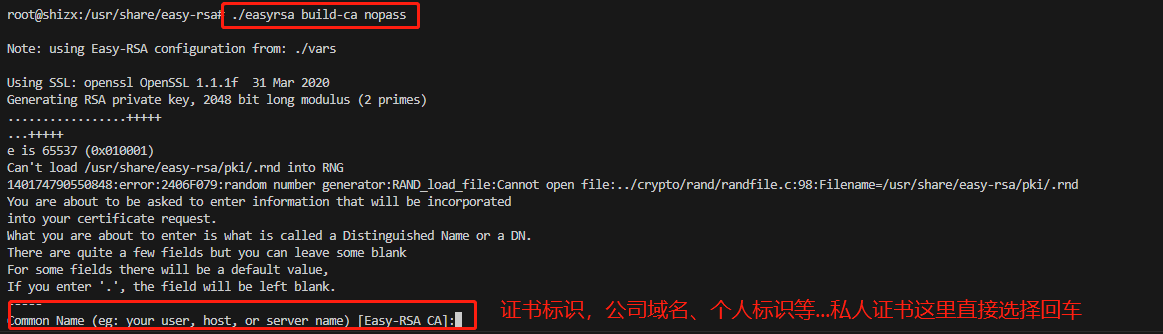 root@shizx:/usr/share/easy-rsa# ./easyrsa build-ca nopass
Note: using Easy-RSA configuration from: ./vars
Using SSL: openssl OpenSSL 1.1.1f  31 Mar 2020
Generating RSA private key, 2048 bit long modulus (2 primes)
.................+++++
...+++++
e is 65537 (0x010001)
Can't load /usr/share/easy-rsa/pki/.rnd into RNG
140174790550848:error:2406F079:random number generator:RAND_load_file:Cannot open file:../crypto/rand/randfile.c:98:Filename=/usr/share/easy-rsa/pki/.rnd
You are about to be asked to enter information that will be incorporated
into your certificate request.
What you are about to enter is what is called a Distinguished Name or a DN.
There are quite a few fields but you can leave some blank
For some fields there will be a default value,
If you enter '.', the field will be left blank.
-----
Common Name (eg: your user, host, or server name) [Easy-RSA CA]:
证书标识，公司域名、个人标识等...私人证书这里直接选择回车